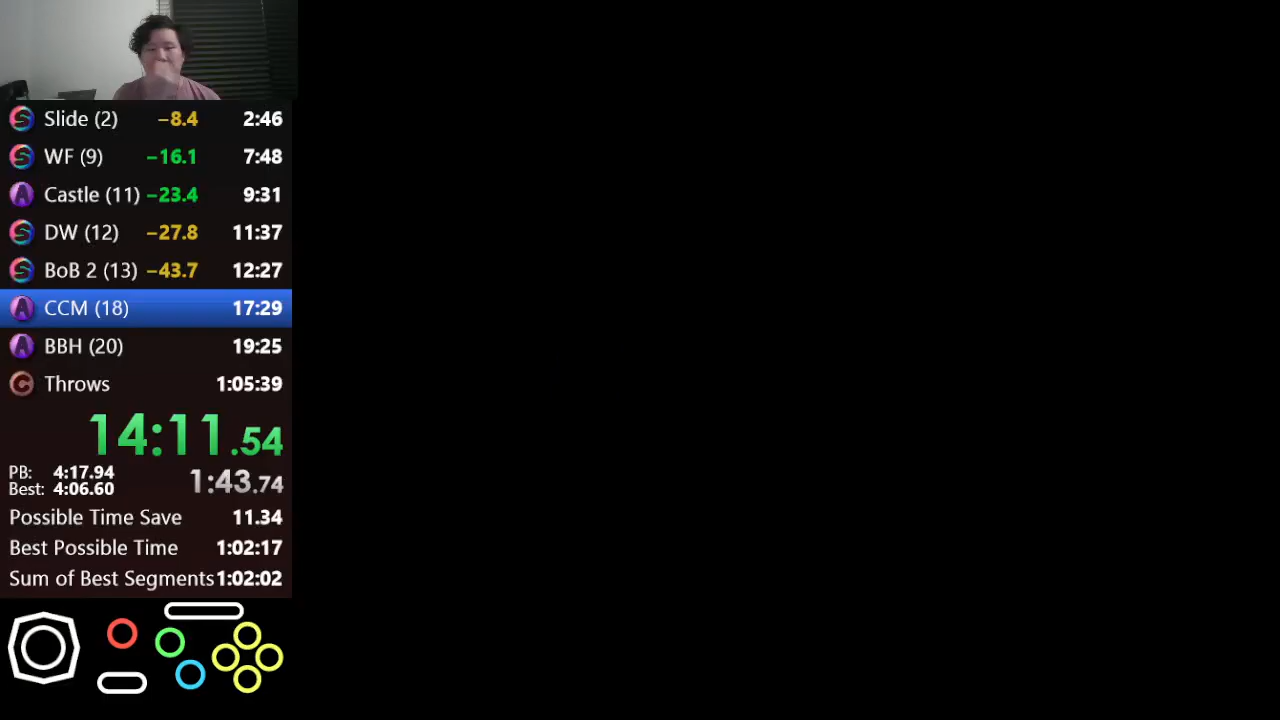 Slide (2) −8.4 2:46
WF (9) −16.1 7:48
Castle (11) −23.4 9:31
DW (12) −27.8 11:37
BoB 2 (13) −43.7 12:27
CCM (18) 17:29
BBH (20) 19:25
Throws 1:05:39
14:11.54
PB: 4:17.94
Best: 4:06.60
1:43.74
Possible Time Save 11.34
Best Possible Time 1:02:17
Sum of Best Segments 1:02:02